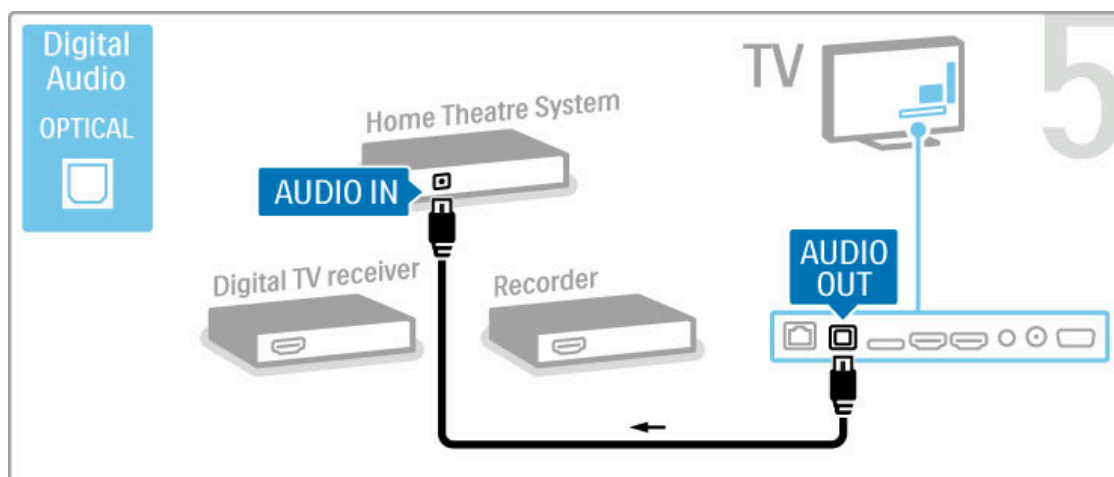 Digital
Audio
OPTICAL
TV
5
Home Theatre System
AUDIO IN
Digital TV receiver
Recorder
AUDIO
OUT